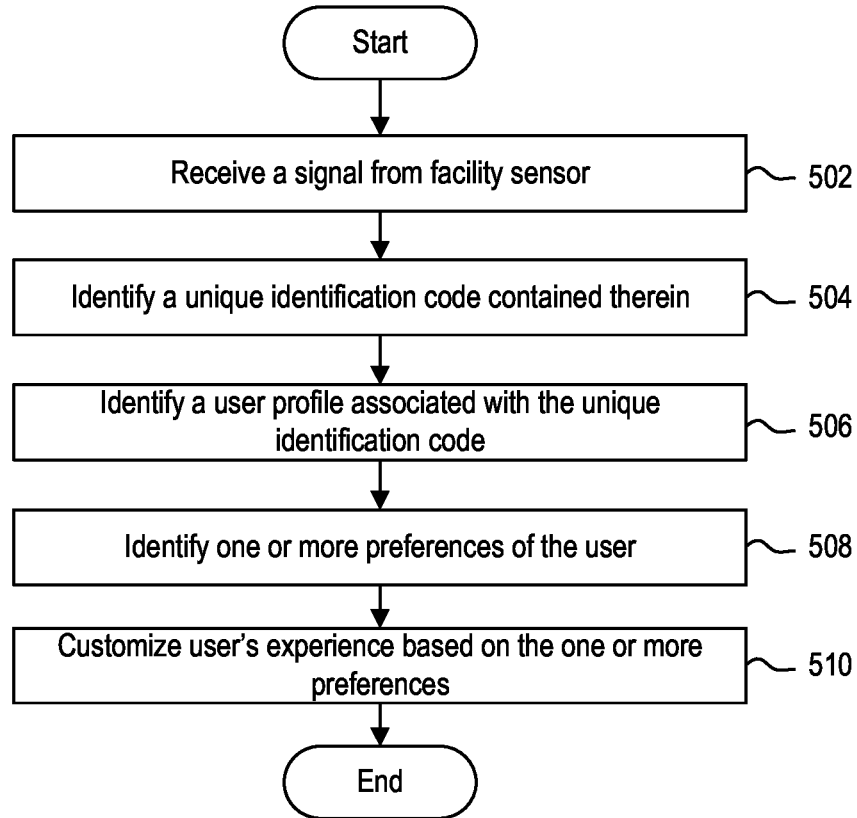 Start
Receive a signal from facility sensor
502
Identify a unique identification code contained therein
504
Identify a user profile associated with the unique
identification code
506
Identify one or more preferences of the user
508
Customize user's experience based on the one or more
preferences
510
End